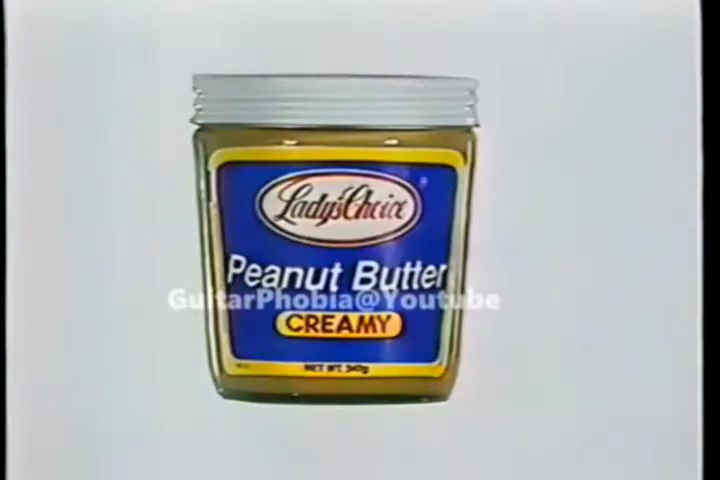 Lady's Choice
®
Peanut Butter
GuitarPhobia@Youtube
CREAMY
NET WT. 340g